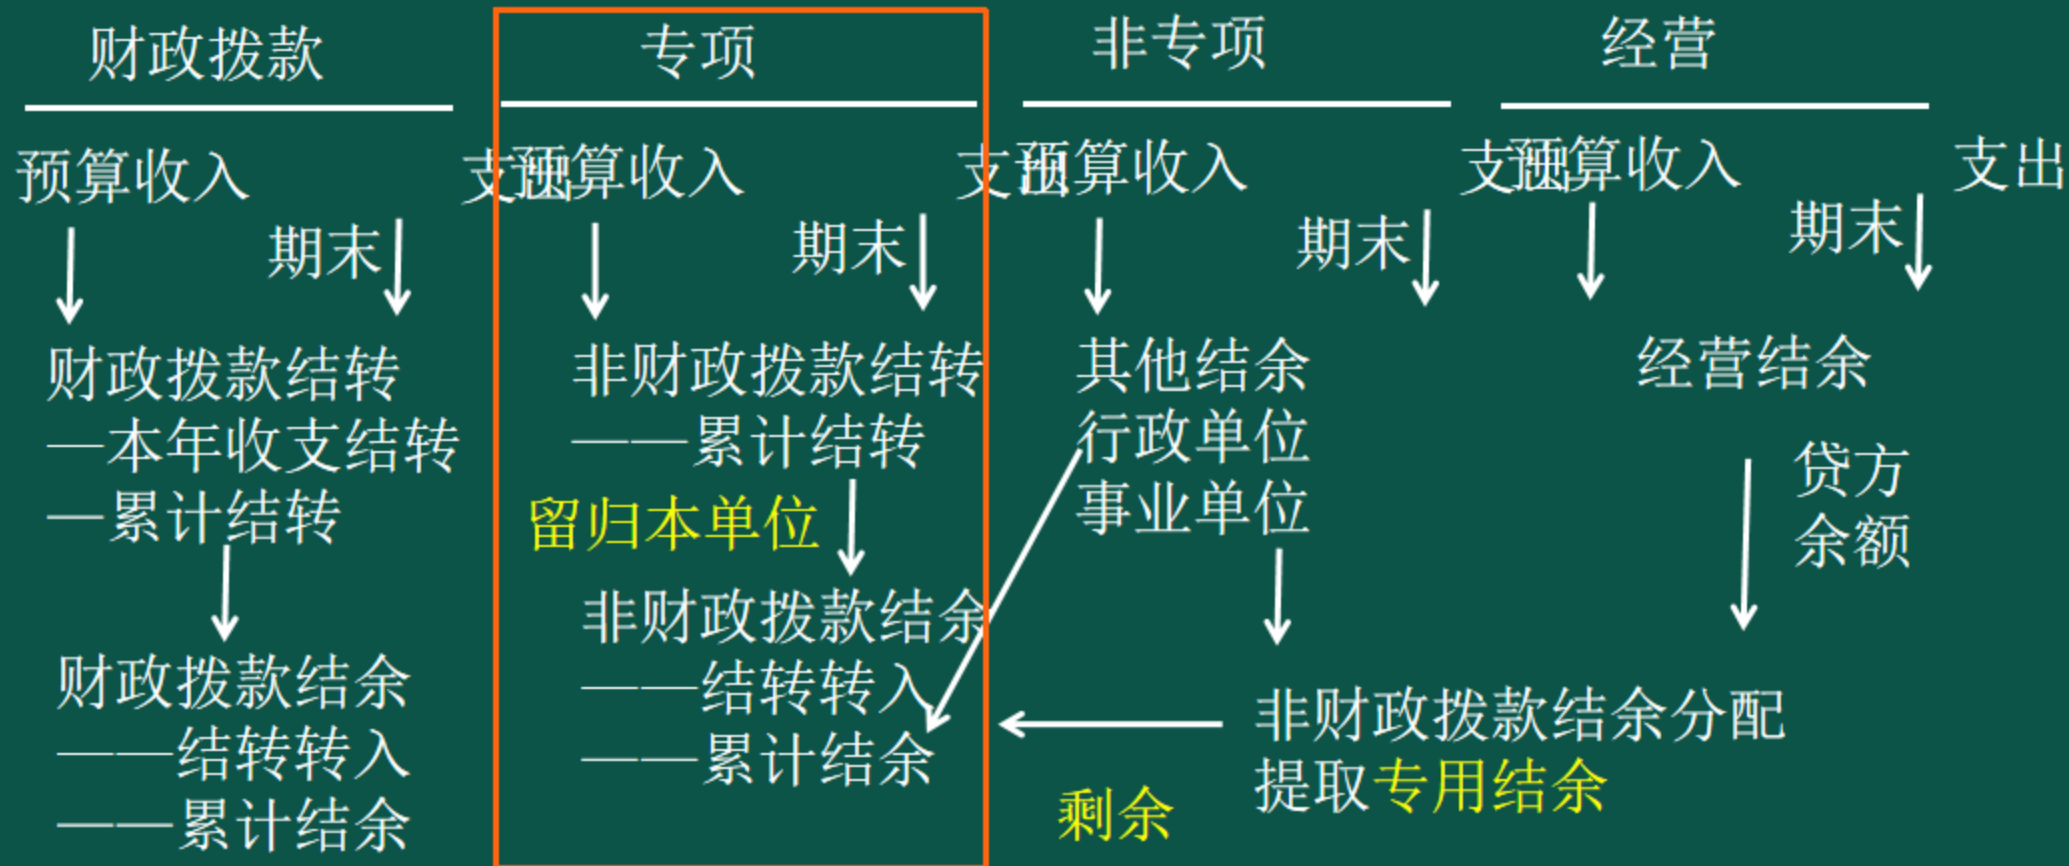 财政拨款
预算收入 支出
期末
财政拨款结转
—本年收支结转
—累计结转
财政拨款结余
——结转转入
——累计结余
专项
预算收入 支出
期末
非财政拨款结转
——累计结转
留归本单位
非财政拨款结余
——结转转入
——累计结余
非专项
预算收入 支出
期末
其他结余
行政单位
事业单位
非财政拨款结余分配
提取专用结余
剩余
经营
预算收入 支出
期末
经营结余
贷方
余额